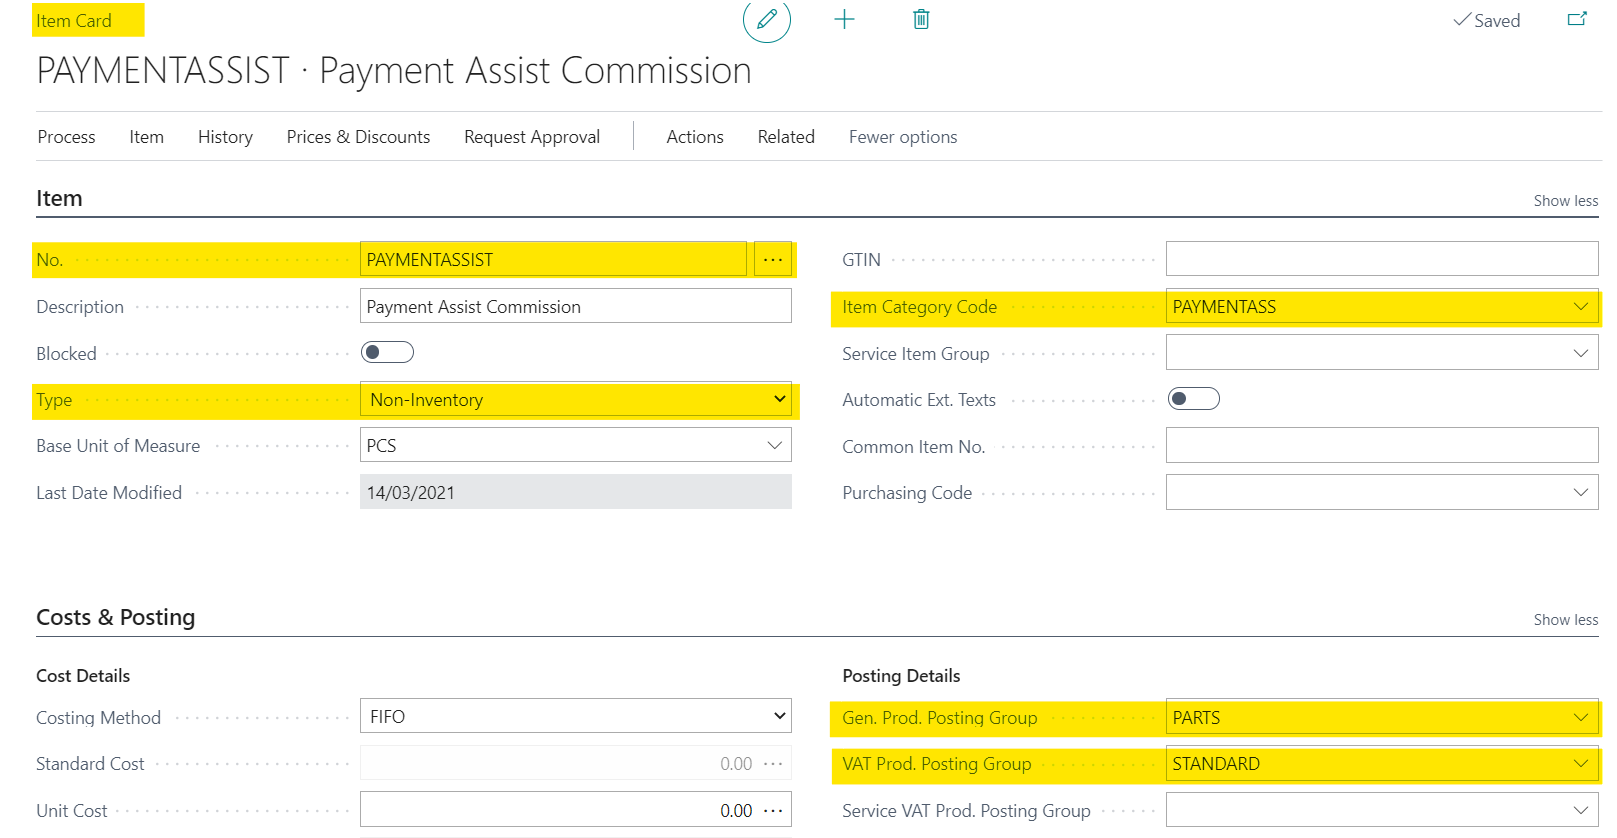 Item Card
Saved
PAYMENTASSIST · Payment Assist Commission
Process Item History Prices & Discounts Request Approval Actions Related Fewer options
Item
Show less
No. PAYMENTASSIST ...
Description Payment Assist Commission
Blocked
Type Non-Inventory
Base Unit of Measure PCS
Last Date Modified 14/03/2021
GTIN
Item Category Code PAYMENTASS
Service Item Group
Automatic Ext. Texts
Common Item No.
Purchasing Code
Costs & Posting
Show less
Cost Details
Costing Method FIFO
Standard Cost 0.00 ...
Unit Cost 0.00 ...
Posting Details
Gen. Prod. Posting Group PARTS
VAT Prod. Posting Group STANDARD
Service VAT Prod. Posting Group